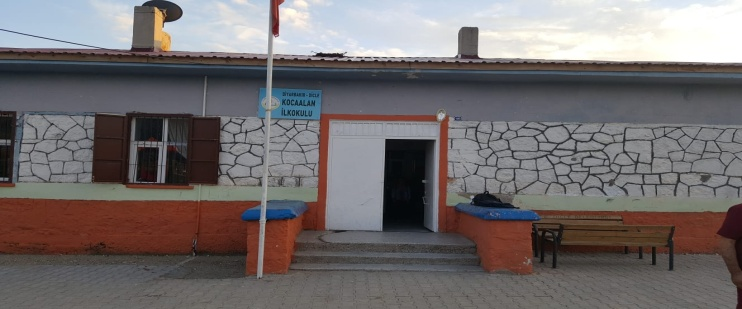 DİYARBAKIR - DİCLE
KOCAALAN
İLKOKULU